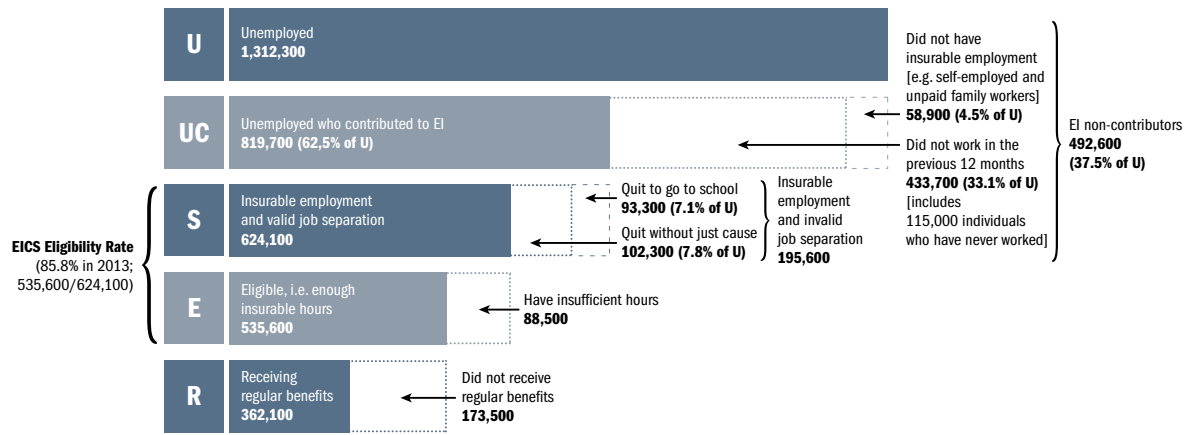 U
Unemployed
1,312,300
Did not have
insurable employment
[e.g. self-employed and
unpaid family workers]
58,900 (4.5% of U)
UC
Unemployed who contributed to EI
819,700 (62,5% of U)
Did not work in the
previous 12 months
433,700 (33.1% of U)
[includes
115,000 individuals
who have never worked]
EI non-contributors
492,600
(37.5% of U)
EICS Eligibility Rate
(85.8% in 2013;
535,600/624,100)
S
Insurable employment
and valid job separation
624,100
Quit to go to school
93,300 (7.1% of U)
Quit without just cause
102,300 (7.8% of U)
Insurable
employment
and invalid
job separation
195,600
E
Eligible, i.e. enough
insurable hours
535,600
Have insufficient hours
88,500
R
Receiving
regular benefits
362,100
Did not receive
regular benefits
173,500